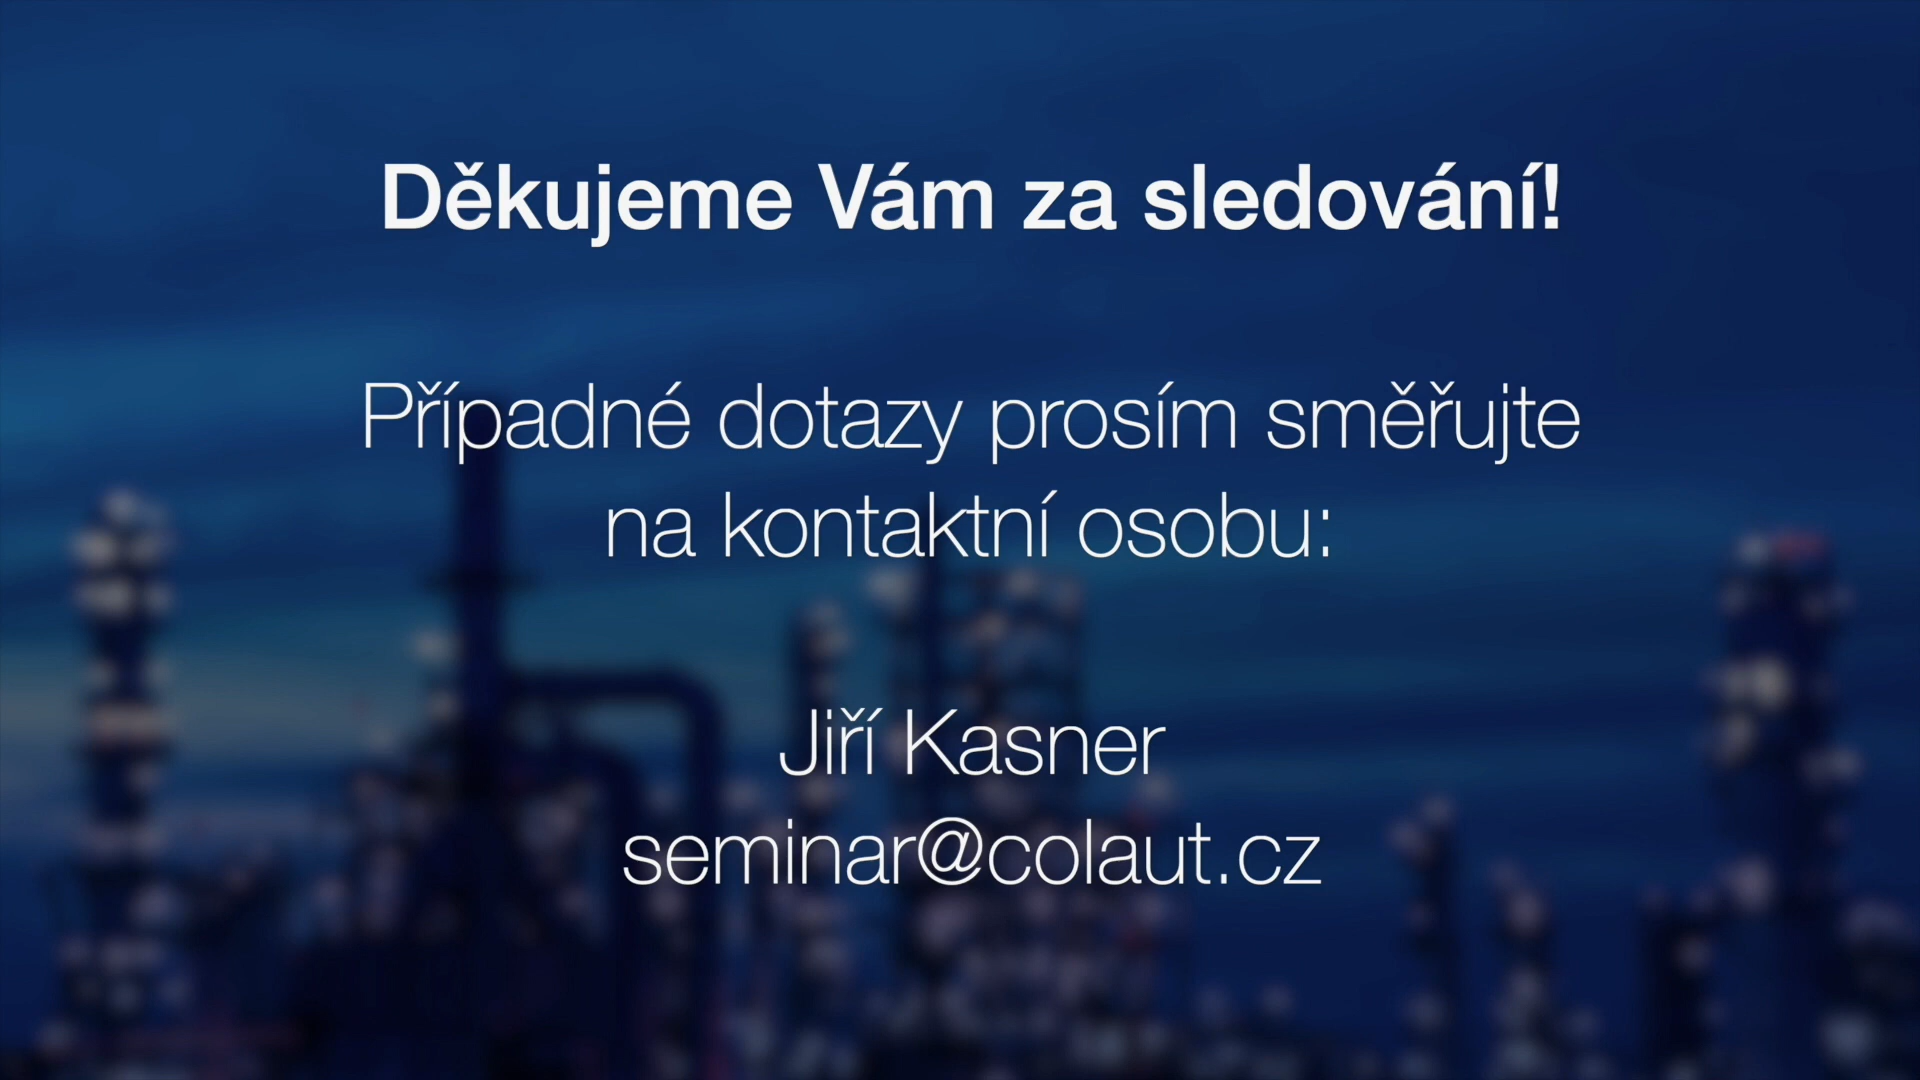 Děkujeme Vám za sledování!
Případné dotazy prosím směřujte
na kontaktní osobu:
Jiří Kasner
seminar@colaut.cz